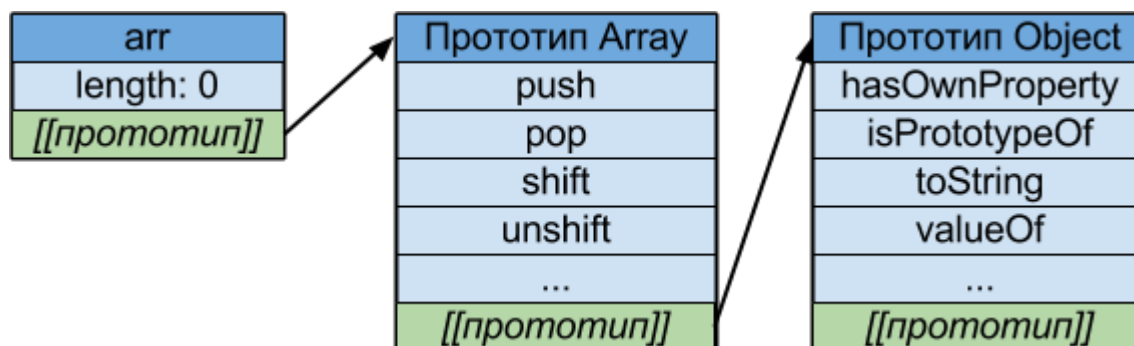 arr
length: 0
[[прототип]]
Прототип Array
push
pop
shift
unshift
...
[[прототип]]
Прототип Object
hasOwnProperty
isPrototypeOf
toString
valueOf
...
[[прототип]]